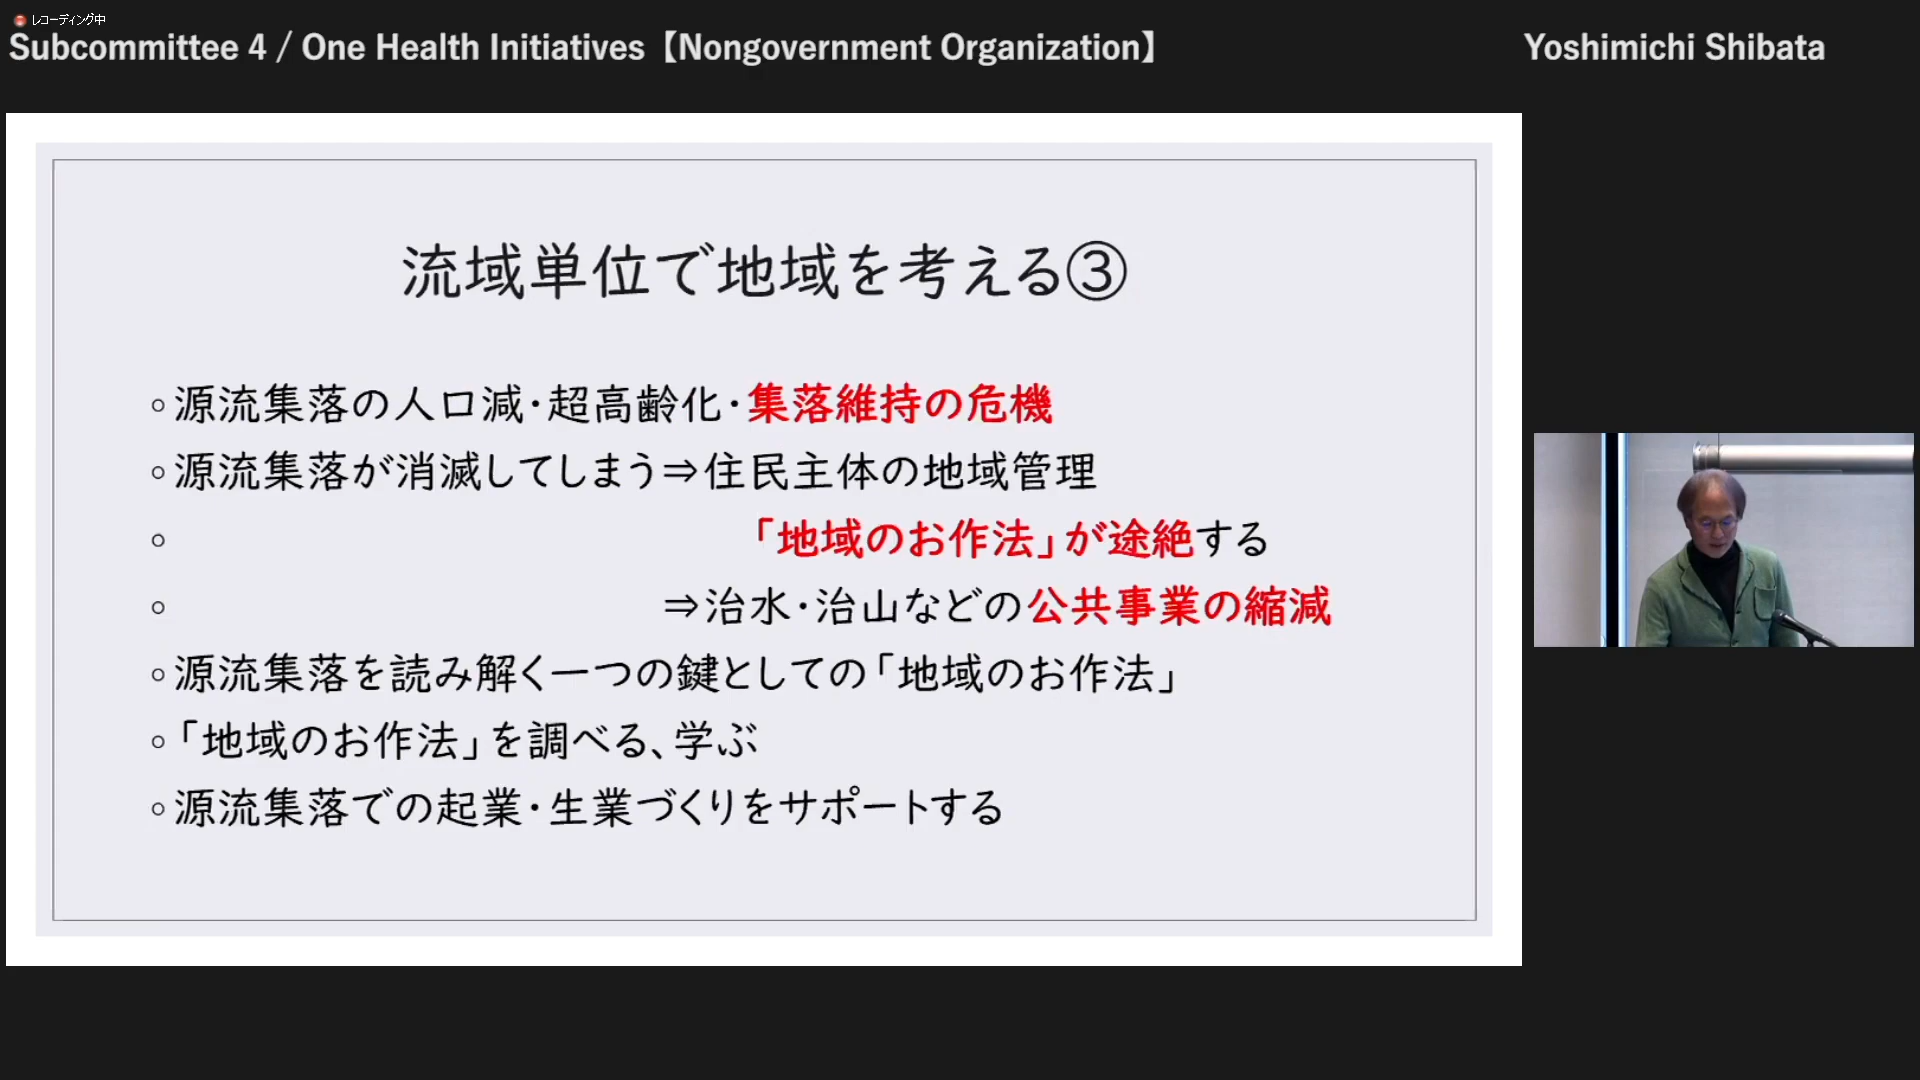 レコーディング中
Subcommittee 4 / One Health Initiatives【Nongovernment Organization】
Yoshimichi Shibata
流域単位で地域を考える③
◦源流集落の人口減・超高齢化・集落維持の危機
◦源流集落が消滅してしまう⇒住民主体の地域管理
◦「地域のお作法」が途絶する
◦⇒治水・治山などの公共事業の縮減
◦源流集落を読み解く一つの鍵としての「地域のお作法」
◦「地域のお作法」を調べる、学ぶ
◦源流集落での起業・生業づくりをサポートする